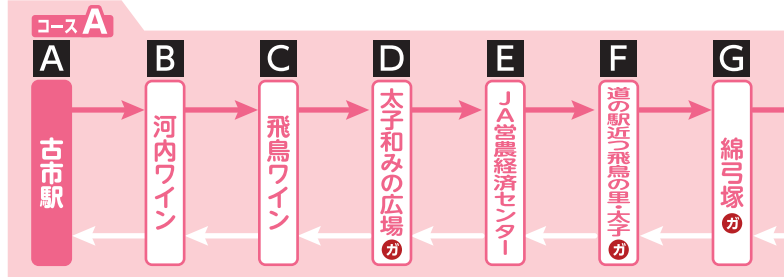 コースA
A
古市駅
B
河内ワイン
C
飛鳥ワイン
D
太子和みの広場
ガ
E
JA営農経済センター
F
道の駅近つ飛鳥の里・太子
ガ
G
綿弓塚
ガ